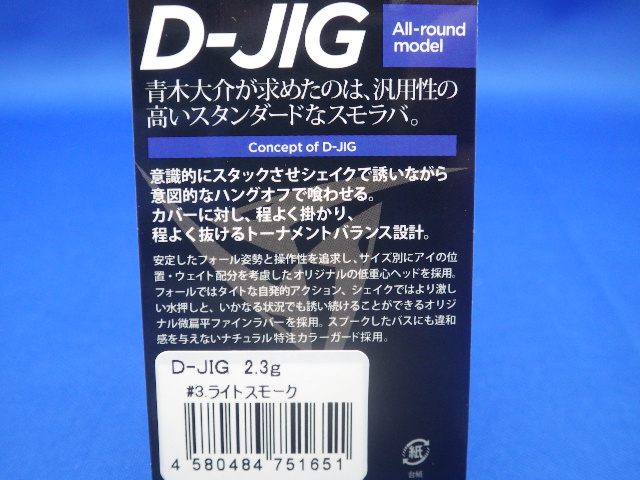 D-JIG
All-round
model
青木大介が求めたのは、汎用性の
高いスタンダードなスモラバ。
Concept of D-JIG
意識的にスタックさせシェイクで誘いながら
意図的なハングオフで喰わせる。
カバーに対し、程よく掛かり、
程よく抜けるトーナメントバランス設計。
安定したフォール姿勢と操作性を追求し、サイズ別にアイの位
置・ウェイト配分を考慮したオリジナルの低重心ヘッドを採用。
フォールではタイトな自発的アクション、シェイクではより激し
い水押しと、いかなる状況でも誘い続けることができるオリジ
ナル微扁平ファインラバーを採用。スプークしたバスにも違和
感を与えないナチュラル特注カラーガード採用。
D-JIG 2.3g
#3.ライトスモーク
4 580484 751651
紙
台紙